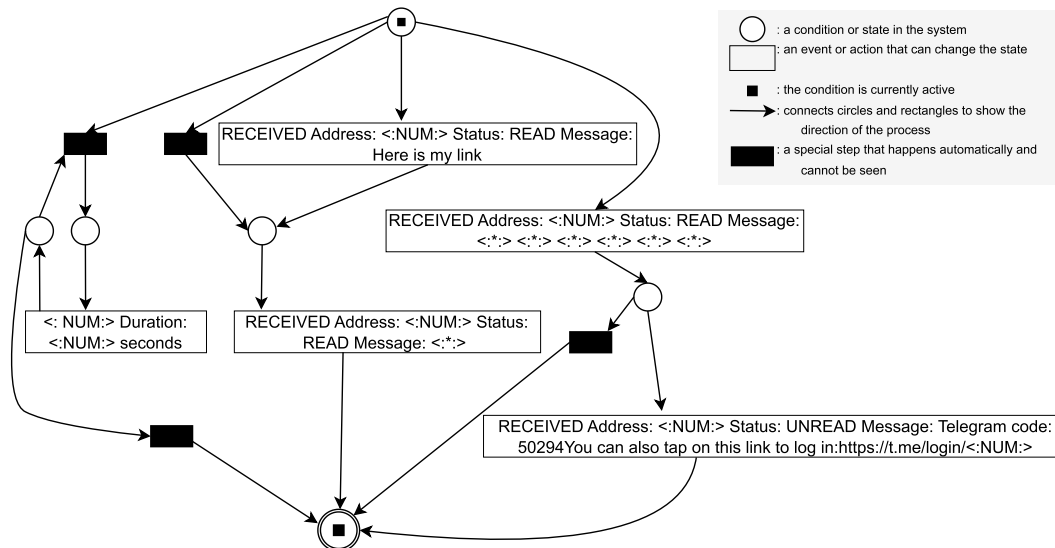 : a condition or state in the system
: an event or action that can change the state
: the condition is currently active
: connects circles and rectangles to show the
direction of the process
: a special step that happens automatically and
cannot be seen
RECEIVED Address: <:NUM:> Status: READ Message:
Here is my link
RECEIVED Address: <:NUM:> Status: READ Message:
<:*:> <:*:> <:*:> <:*:> <:*:> <:*:>
<: NUM:> Duration:
<:NUM:> seconds
RECEIVED Address: <:NUM:> Status:
READ Message: <:*:>
RECEIVED Address: <:NUM:> Status: UNREAD Message: Telegram code:
50294You can also tap on this link to log in:https://t.me/login/<:NUM:>